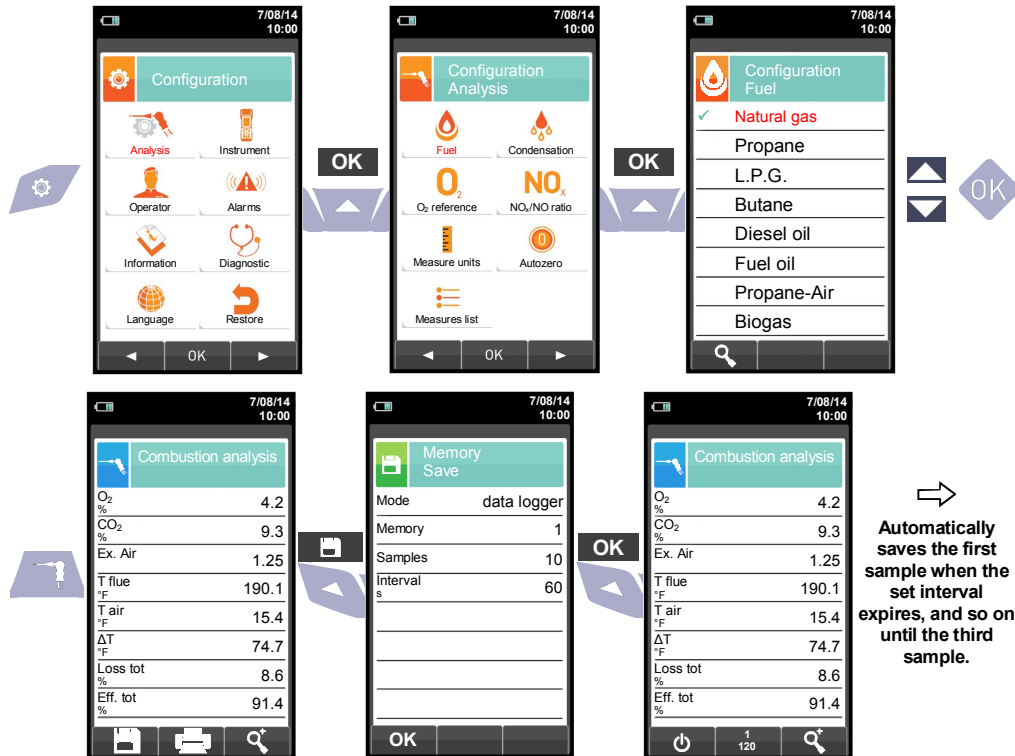 7/08/14
10:00
Configuration
Analysis
Instrument
Operator
Alarms
Information
Diagnostic
Language
Restore
OK
OK
7/08/14
10:00
Configuration
Analysis
Fuel
Condensation
O2
NOx
O2 reference
NOx/NO ratio
Measure units
Autozero
Measures list
OK
OK
7/08/14
10:00
Configuration
Fuel
Natural gas
Propane
L.P.G.
Butane
Diesel oil
Fuel oil
Propane-Air
Biogas
OK
7/08/14
10:00
Combustion analysis
O2 % 4.2
CO2 % 9.3
Ex. Air 1.25
T flue °F 190.1
T air °F 15.4
ΔT °F 74.7
Loss tot % 8.6
Eff. tot % 91.4
7/08/14
10:00
Memory
Save
Mode data logger
Memory 1
Samples 10
Interval s 60
OK
OK
7/08/14
10:00
Combustion analysis
O2 % 4.2
CO2 % 9.3
Ex. Air 1.25
T flue °F 190.1
T air °F 15.4
ΔT °F 74.7
Loss tot % 8.6
Eff. tot % 91.4
1
120
Automatically
saves the first
sample when the
set interval
expires, and so on
until the third
sample.